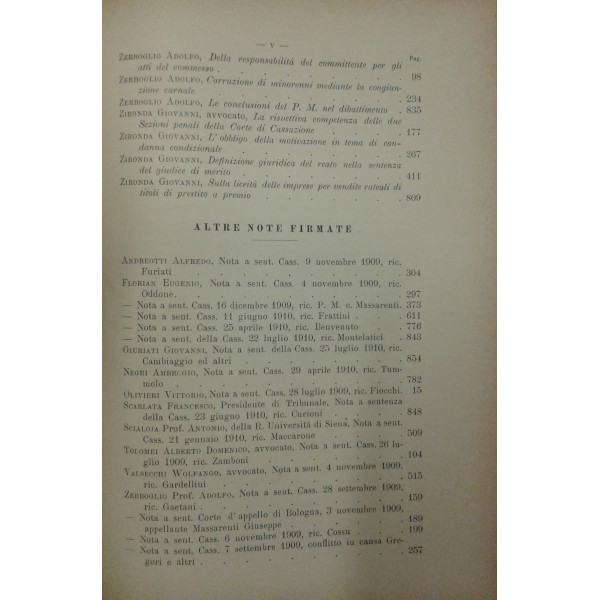 — V —
Pag.
ZERBOGLIO ADOLFO, Della responsabilità del committente per gli
atti del commesso . . . . . . . . . 98
ZERBOGLIO ADOLFO, Corruzione di minorenni mediante la congiun-
zione carnale . . . . . . . . . 234
ZERBOGLIO ADOLFO, Le conclusioni del P. M. nel dibattimento . 835
ZIRONDA GIOVANNI, avvocato, La rispettiva competenza delle due
Sezioni penali della Corte di Cassazione . . . . 177
ZIRONDA GIOVANNI, L'obbligo della motivazione in tema di con-
danna condizionale . . . . . . . . 267
ZIRONDA GIOVANNI, Definizione giuridica del reato nella sentenza
del giudice di merito . . . . . . . . 411
ZIRONDA GIOVANNI, Sulla liceità delle imprese per vendite rateali di
titoli di prestito a premio . . . . . . . 809
ALTRE NOTE FIRMATE
ANDREOTTI ALFREDO, Nota a sent. Cass. 9 novembre 1909, ric.
Furiati . . . . . . . . . . 304
FLORIAN EUGENIO, Nota a sent. Cass. 4 novembre 1909, ric.
Oddone . . . . . . . . . . 297
— Nota a sent. Cass. 16 dicembre 1909, ric. P. M. c. Massarenti. 373
— Nota a sent. Cass. 11 giugno 1910, ric. Frattini . . . 611
— Nota a sent. Cass. 25 aprile 1910, ric. Benvenuto . . 776
— Nota a sent. della Cass. 22 luglio 1910, ric. Montelatici . 843
GIURIATI GIOVANNI, Nota a sent. della Cass. 25 luglio 1910, ric.
Cambiaggio ed altri . . . . . . . . 854
NEGRI AMBROGIO, Nota a sent. Cass. 29 aprile 1910, ric. Tum-
molo . . . . . . . . . . 782
OLIVIERI VITTORIO, Nota a sent. Cass. 28 luglio 1909, ric. Fiocchi. 15
SCARLATA FRANCESCO, Presidente di Tribunale, Nota a sentenza
della Cass. 23 giugno 1910, ric. Curioni . . . . 848
SCIALOJA Prof. ANTONIO, della R. Università di Siena, Nota a sent.
Cass. 21 gennaio 1910, ric. Maccarone . . . . 509
TOLOMEI ALBERTO DOMENICO, avvocato, Nota a sent. Cass. 26 lu-
glio 1909, ric. Zamboni . . . . . . . 104
VALSECCHI WOLFANGO, avvocato, Nota a sent. 4 novembre 1909,
ric. Gardellini . . . . . . . . . 515
ZERBOGLIO Prof. ADOLFO, Nota a sent. Cass. 28 settembre 1909,
ric. Gaetani . . . . . . . . . 159
— Nota a sent. Corte d'appello di Bologna, 3 novembre 1909,
appellante Massarenti Giuseppe . . . . . . 189
— Nota a sent. Cass. 6 novembre 1909, ric. Cossu . . . 199
— Nota a sent. Cass. 7 settembre 1909, conflitto in causa Gre-
gori e altri . . . . . . . . . 257